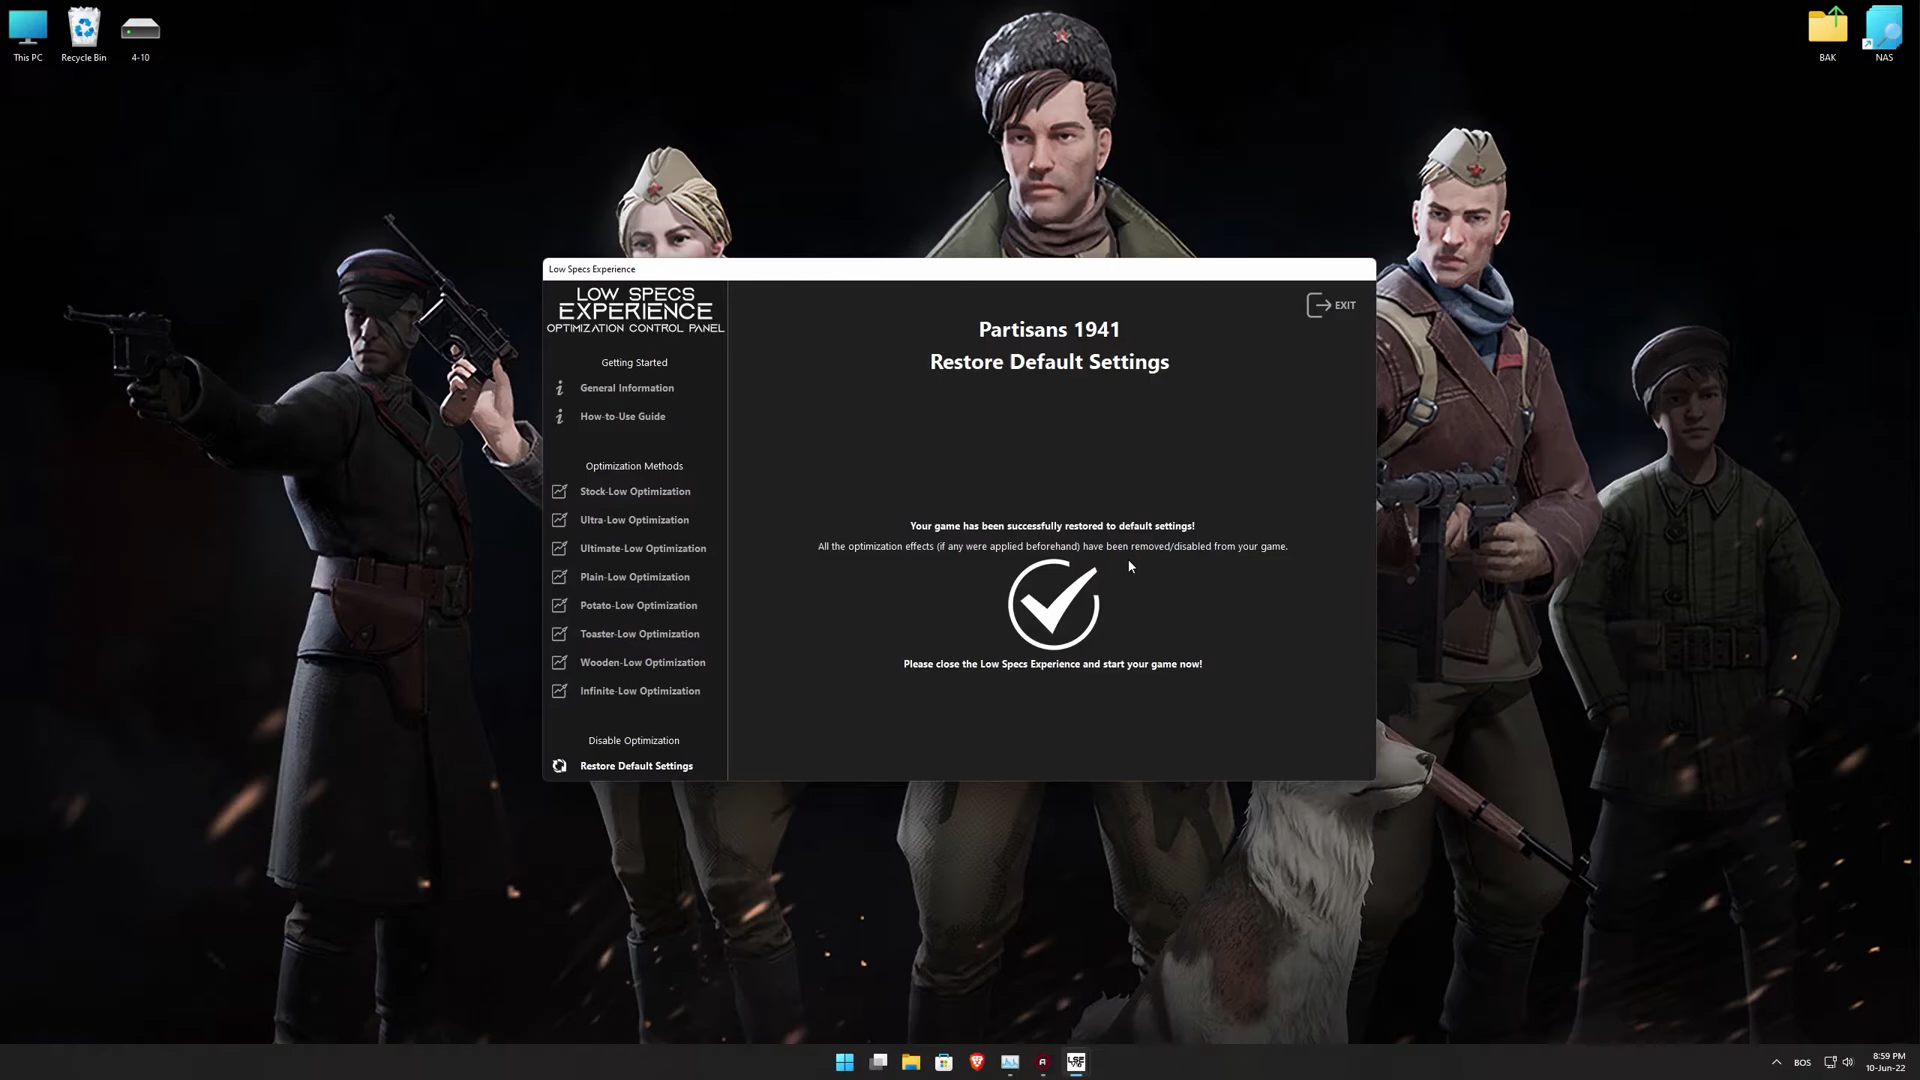 This PC
Recycle Bin
4-10
BAK
NAS
Low Specs Experience
LOW SPECS
EXPERIENCE
OPTIMIZATION CONTROL PANEL
Getting Started
General Information
How-to-Use Guide
Optimization Methods
Stock-Low Optimization
Ultra-Low Optimization
Ultimate-Low Optimization
Plain-Low Optimization
Potato-Low Optimization
Toaster-Low Optimization
Wooden-Low Optimization
Infinite-Low Optimization
Disable Optimization
Restore Default Settings
EXIT
Partisans 1941
Restore Default Settings
Your game has been successfully restored to default settings!
All the optimization effects (if any were applied beforehand) have been removed/disabled from your game.
Please close the Low Specs Experience and start your game now!
BOS
8:59 PM
10-Jun-22